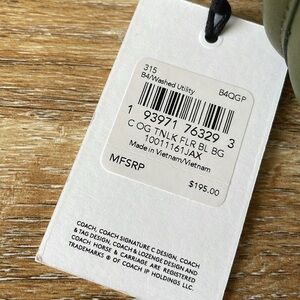 315
B4/Washed Utility B4QGP
1 93971 76329 3
C OG TNLK FLR BL BG
10011161JAX
Made in Vietnam/Vietnam
MFSRP $195.00
COACH, COACH SIGNATURE C DESIGN, COACH
& TAG DESIGN, COACH & LOZENGE DESIGN AND
COACH HORSE & CARRIAGE ARE REGISTERED
TRADEMARKS ® OF COACH IP HOLDINGS LLC.